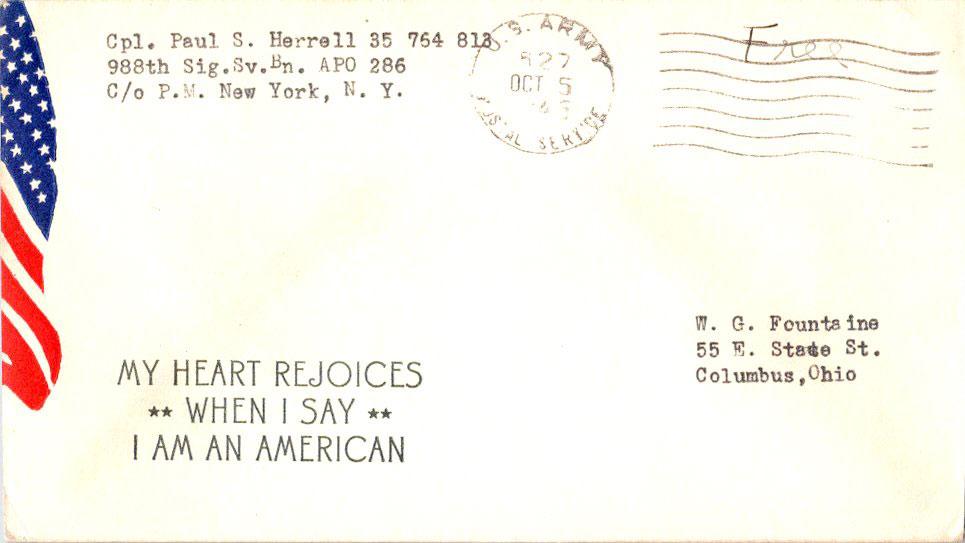 Cpl. Paul S. Herrell 35 764 813
988th Sig.Sv.Bn. APO 286
C/o P.M. New York, N. Y.
U.S. ARMY
OCT 5
POSTAL SERVICE
Free
W. G. Fountaine
55 E. State St.
Columbus,Ohio
MY HEART REJOICES
** WHEN I SAY **
I AM AN AMERICAN